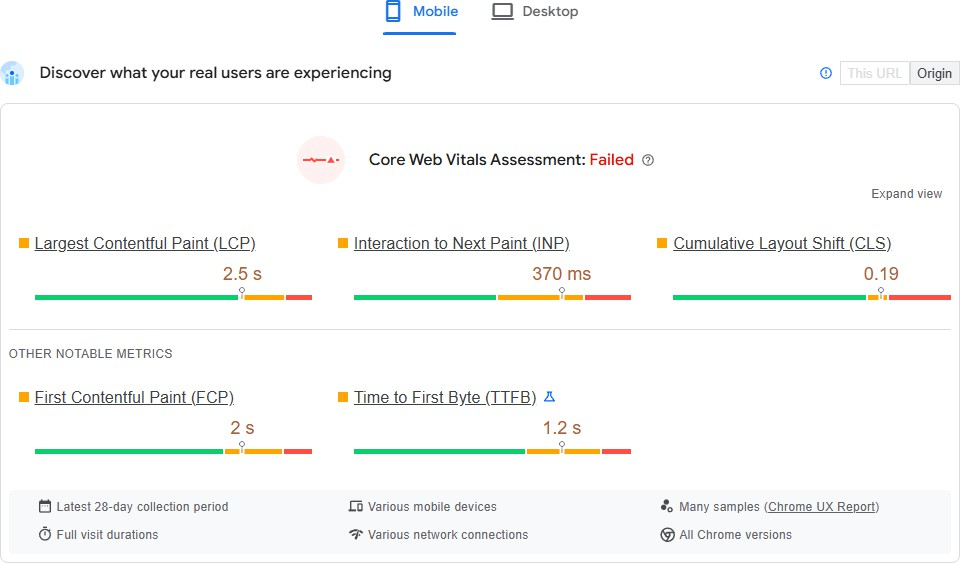 Mobile Desktop
Discover what your real users are experiencing This URL Origin
Core Web Vitals Assessment: Failed
Expand view
Largest Contentful Paint (LCP) Interaction to Next Paint (INP) Cumulative Layout Shift (CLS)
2.5 s 370 ms 0.19
OTHER NOTABLE METRICS
First Contentful Paint (FCP) Time to First Byte (TTFB)
2 s 1.2 s
Latest 28-day collection period Various mobile devices Many samples (Chrome UX Report)
Full visit durations Various network connections All Chrome versions